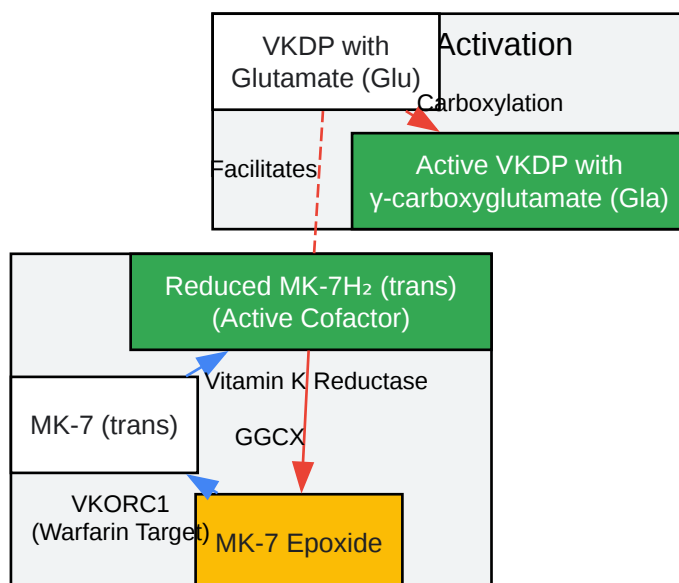 VKDP with
Glutamate (Glu)
Activation
Carboxylation
Facilitates
Active VKDP with
γ-carboxyglutamate (Gla)
Reduced MK-7H₂ (trans)
(Active Cofactor)
Vitamin K Reductase
MK-7 (trans)
GGCX
VKORC1
(Warfarin Target)
MK-7 Epoxide